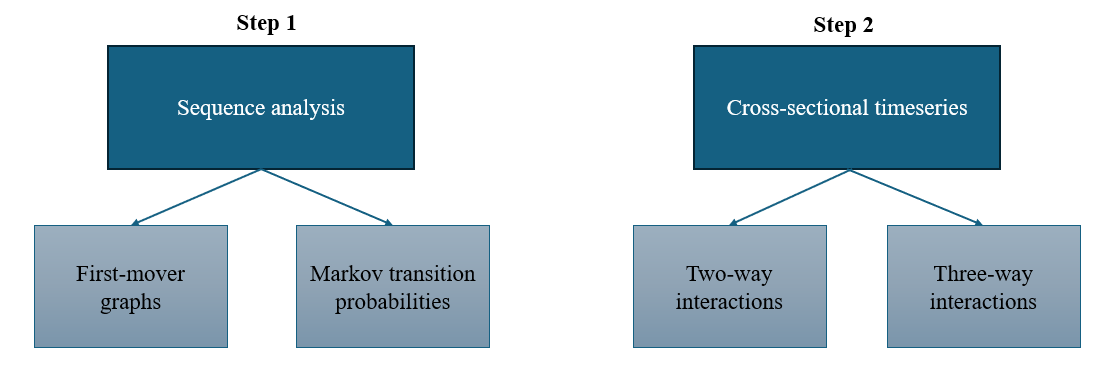 Step 1
Sequence analysis
First-mover
graphs
Markov transition
probabilities
Step 2
Cross-sectional timeseries
Two-way
interactions
Three-way
interactions